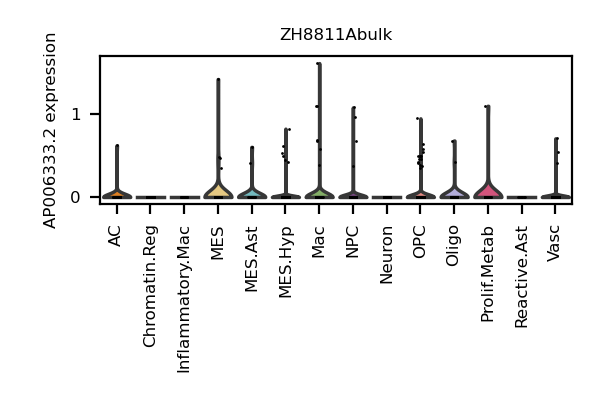 ZH8811Abulk
AP006333.2 expression
1
0
AC
Chromatin.Reg
Inflammatory.Mac
MES
MES.Ast
MES.Hyp
Mac
NPC
Neuron
OPC
Oligo
Prolif.Metab
Reactive.Ast
Vasc